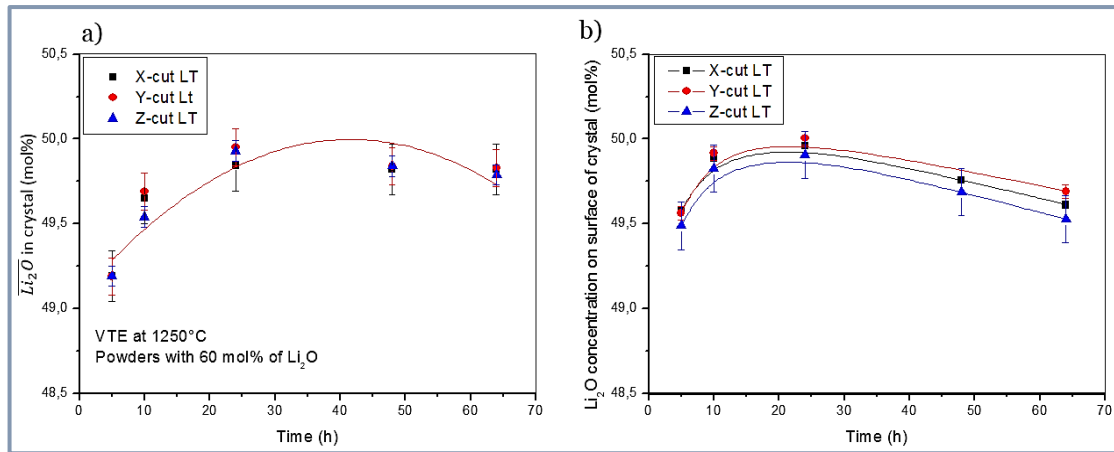 a)
50,5
50,0
49,5
49,0
48,5
X-cut LT
Y-cut Lt
Z-cut LT
Li₂O in crystal (mol%)
VTE at 1250°C
Powders with 60 mol% of Li₂O
0 10 20 30 40 50 60 70
Time (h)
b)
50,5
50,0
49,5
49,0
48,5
X-cut LT
Y-cut LT
Z-cut LT
Li₂O concentration on surface of crystal (mol%)
0 10 20 30 40 50 60 70
Time (h)